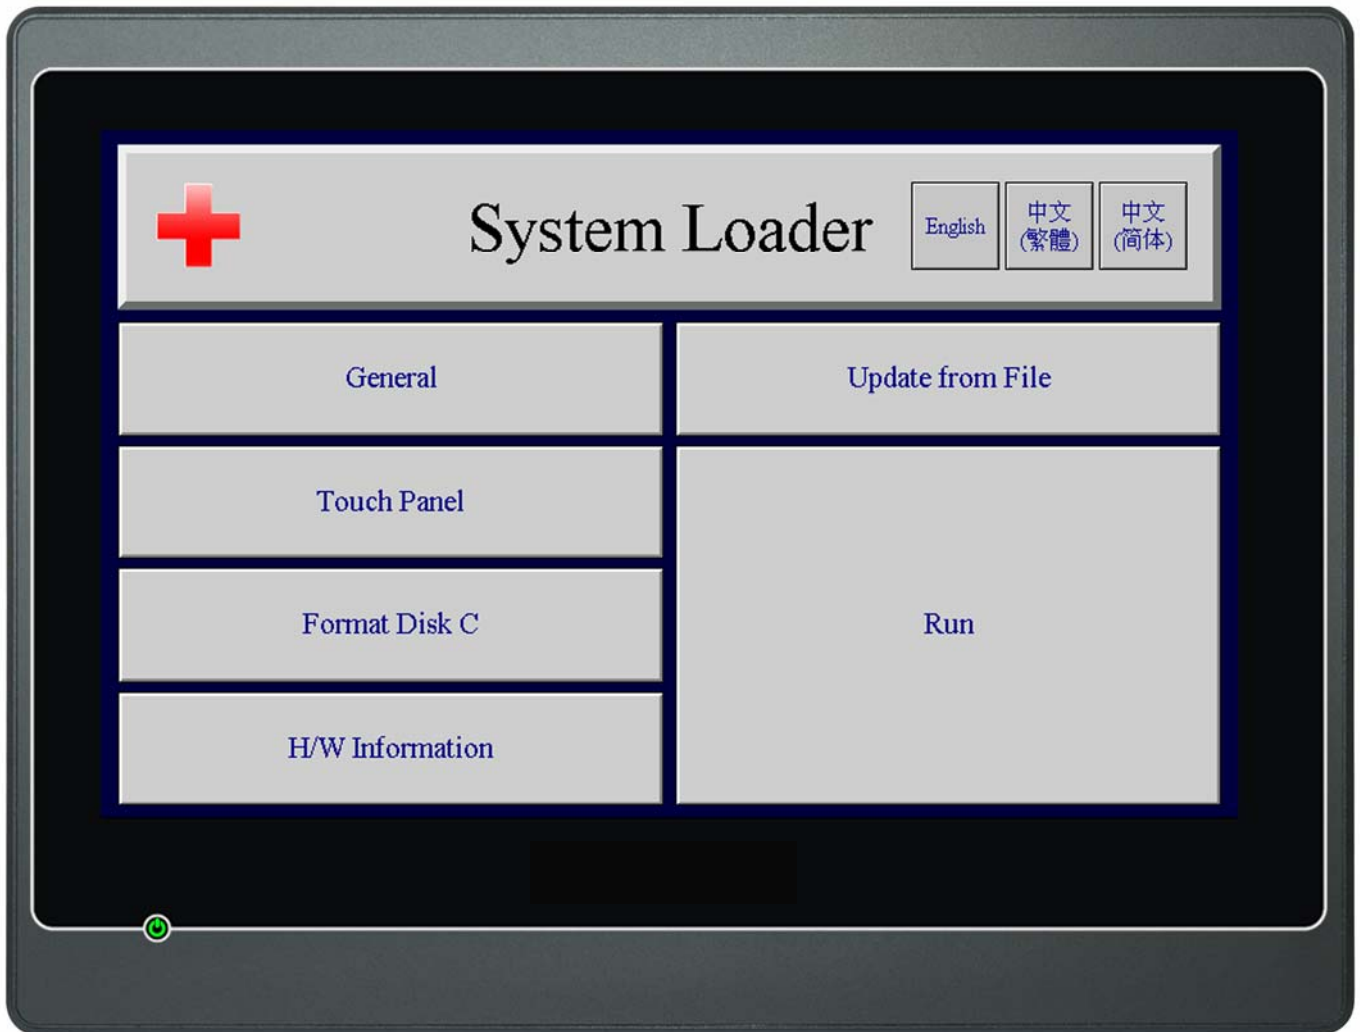 System Loader
English
中文
(繁體)
中文
(简体)
General
Update from File
Touch Panel
Format Disk C
Run
H/W Information